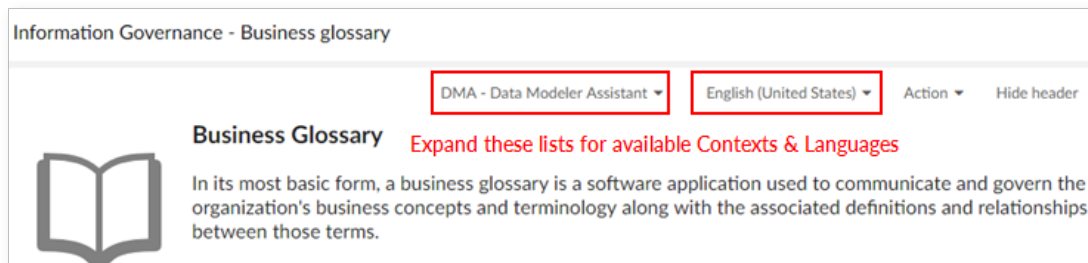 Information Governance - Business glossary
DMA - Data Modeler Assistant English (United States) Action Hide header
Business Glossary
Expand these lists for available Contexts & Languages
In its most basic form, a business glossary is a software application used to communicate and govern the
organization's business concepts and terminology along with the associated definitions and relationships
between those terms.